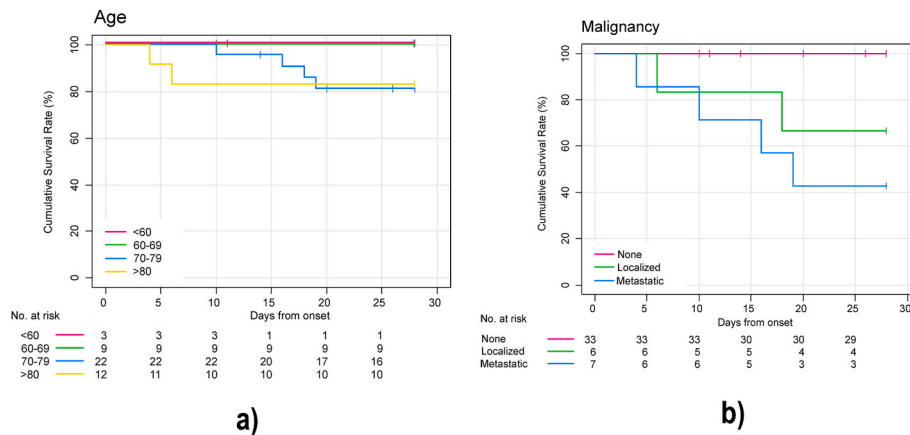 Age
Cumulative Survival Rate (%)
100
80
60
40
20
0
<60
60-69
70-79
>80
0 5 10 15 20 25 30
No. at risk
Days from onset
<60 3 3 3 1 1 1
60-69 9 9 9 9 9 9
70-79 22 22 22 20 17 16
>80 12 11 10 10 10 10
a)
Malignancy
Cumulative Survival Rate (%)
100
80
60
40
20
0
None
Localized
Metastatic
0 5 10 15 20 25 30
No. at risk
Days from onset
None 33 33 33 30 30 29
Localized 6 6 5 5 4 4
Metastatic 7 6 6 5 3 3
b)